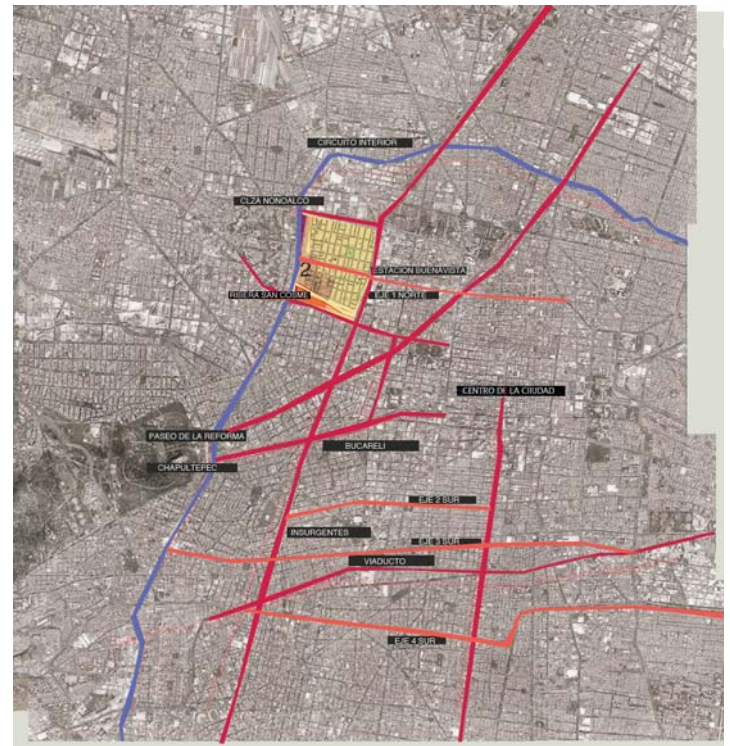 CIRCUITO INTERIOR
CLZA NONOALCO
2
ESTACION BUENAVISTA
RIBERA SAN COSME
EJE 1 NORTE
CENTRO DE LA CIUDAD
PASEO DE LA REFORMA
BUCARELI
CHAPULTEPEC
EJE 2 SUR
INSURGENTES
EJE 3 SUR
VIADUCTO
EJE 4 SUR